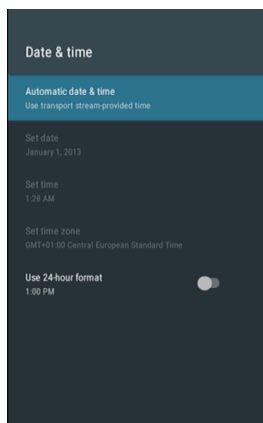 Date & time
Automatic date & time
Use transport stream-provided time
Set date
January 1, 2013
Set time
1:28 AM
Set time zone
GMT+01:00 Central European Standard Time
Use 24-hour format
1:00 PM